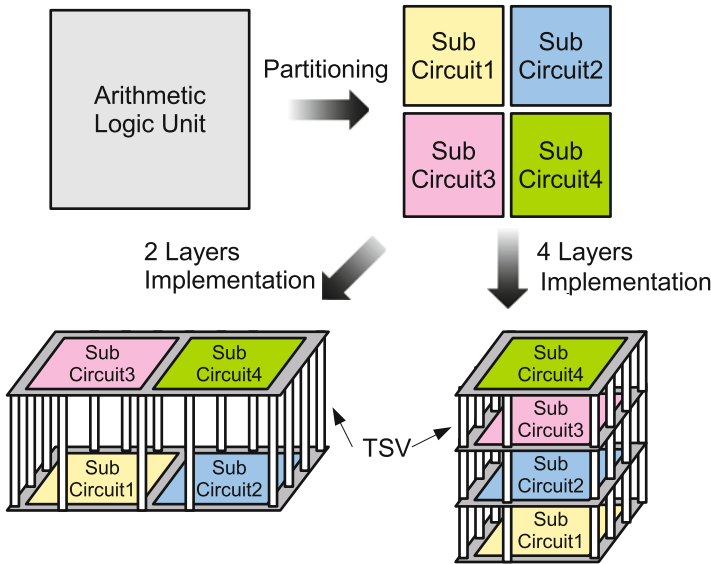 Arithmetic
Logic Unit
Partitioning
Sub
Circuit1
Sub
Circuit2
Sub
Circuit3
Sub
Circuit4
2 Layers
Implementation
4 Layers
Implementation
Sub
Circuit3
Sub
Circuit4
Sub
Circuit1
Sub
Circuit2
TSV
Sub
Circuit4
Sub
Circuit3
Sub
Circuit2
Sub
Circuit1